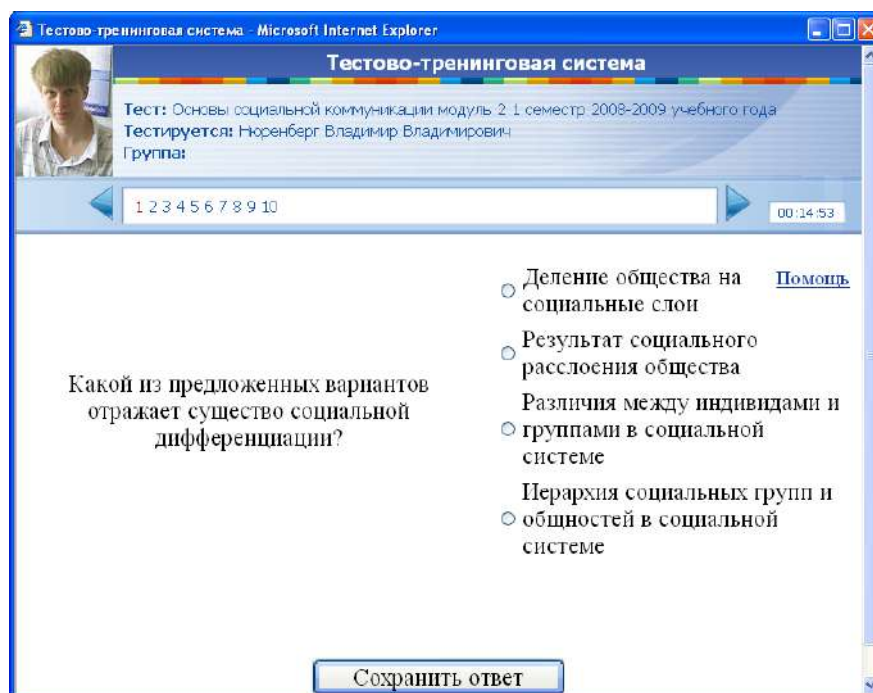 Тестово-тренинговая система - Microsoft Internet Explorer
Тестово-тренинговая система
Тест: Основы социальной коммуникации модуль 2 1 семестр 2008-2009 учебного года
Тестируется: Нюренберг Владимир Владимирович
Группа:
1 2 3 4 5 6 7 8 9 10
00:14:53
Помощь
Какой из предложенных вариантов
отражает существо социальной
дифференциации?
Деление общества на
социальные слои
Результат социального
расслоения общества
Различия между индивидами и
группами в социальной
системе
Иерархия социальных групп и
общностей в социальной
системе
Сохранить ответ